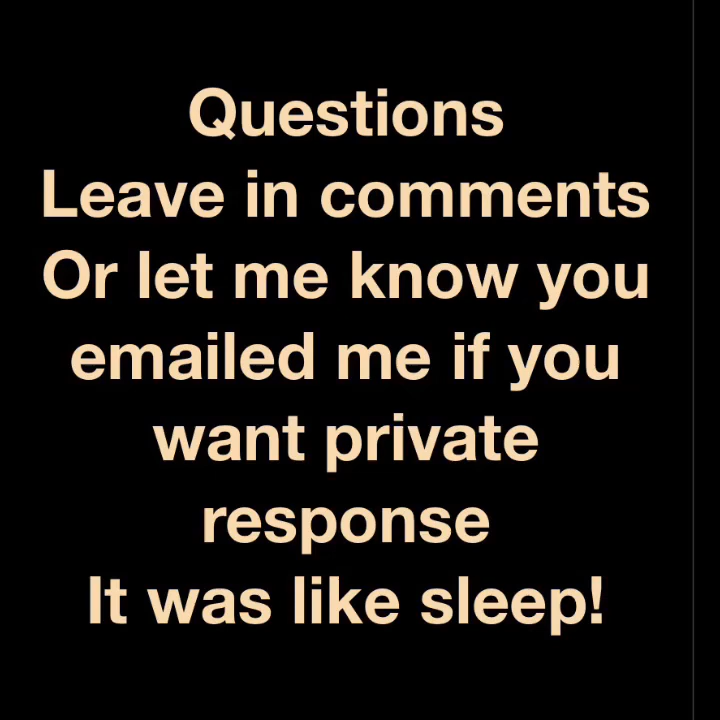 Questions
Leave in comments
Or let me know you
emailed me if you
want private
response
It was like sleep!